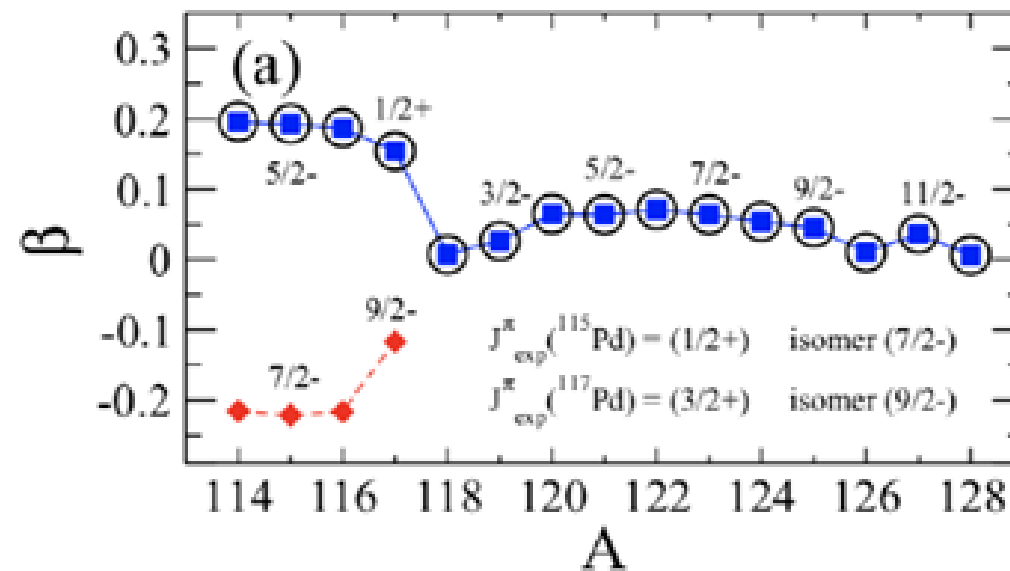 (a)
0.3
0.2
0.1
0
-0.1
-0.2
β
1/2+
5/2-
3/2-
5/2-
7/2-
9/2-
11/2-
9/2-
7/2-
J^π_exp(^115Pd) = (1/2+) isomer (7/2-)
J^π_exp(^117Pd) = (3/2+) isomer (9/2-)
114 116 118 120 122 124 126 128
A